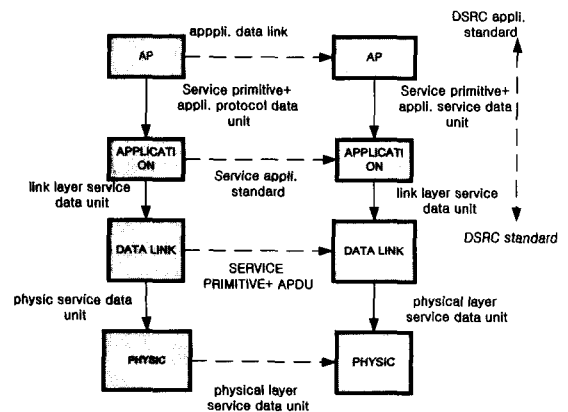 apppli. data link
DSRC appli.
standard
AP
AP
Service primitive+
appli. protocol data
unit
Service primitive+
appli. service data
unit
APPLICATI
ON
APPLICATI
ON
Service appli.
standard
link layer service
data unit
link layer service
data unit
DSRC standard
DATA LINK
DATA LINK
SERVICE
PRIMITIVE+ APDU
physic service data
unit
physical layer
service data unit
PHYSIC
PHYSIC
physical layer
service data unit